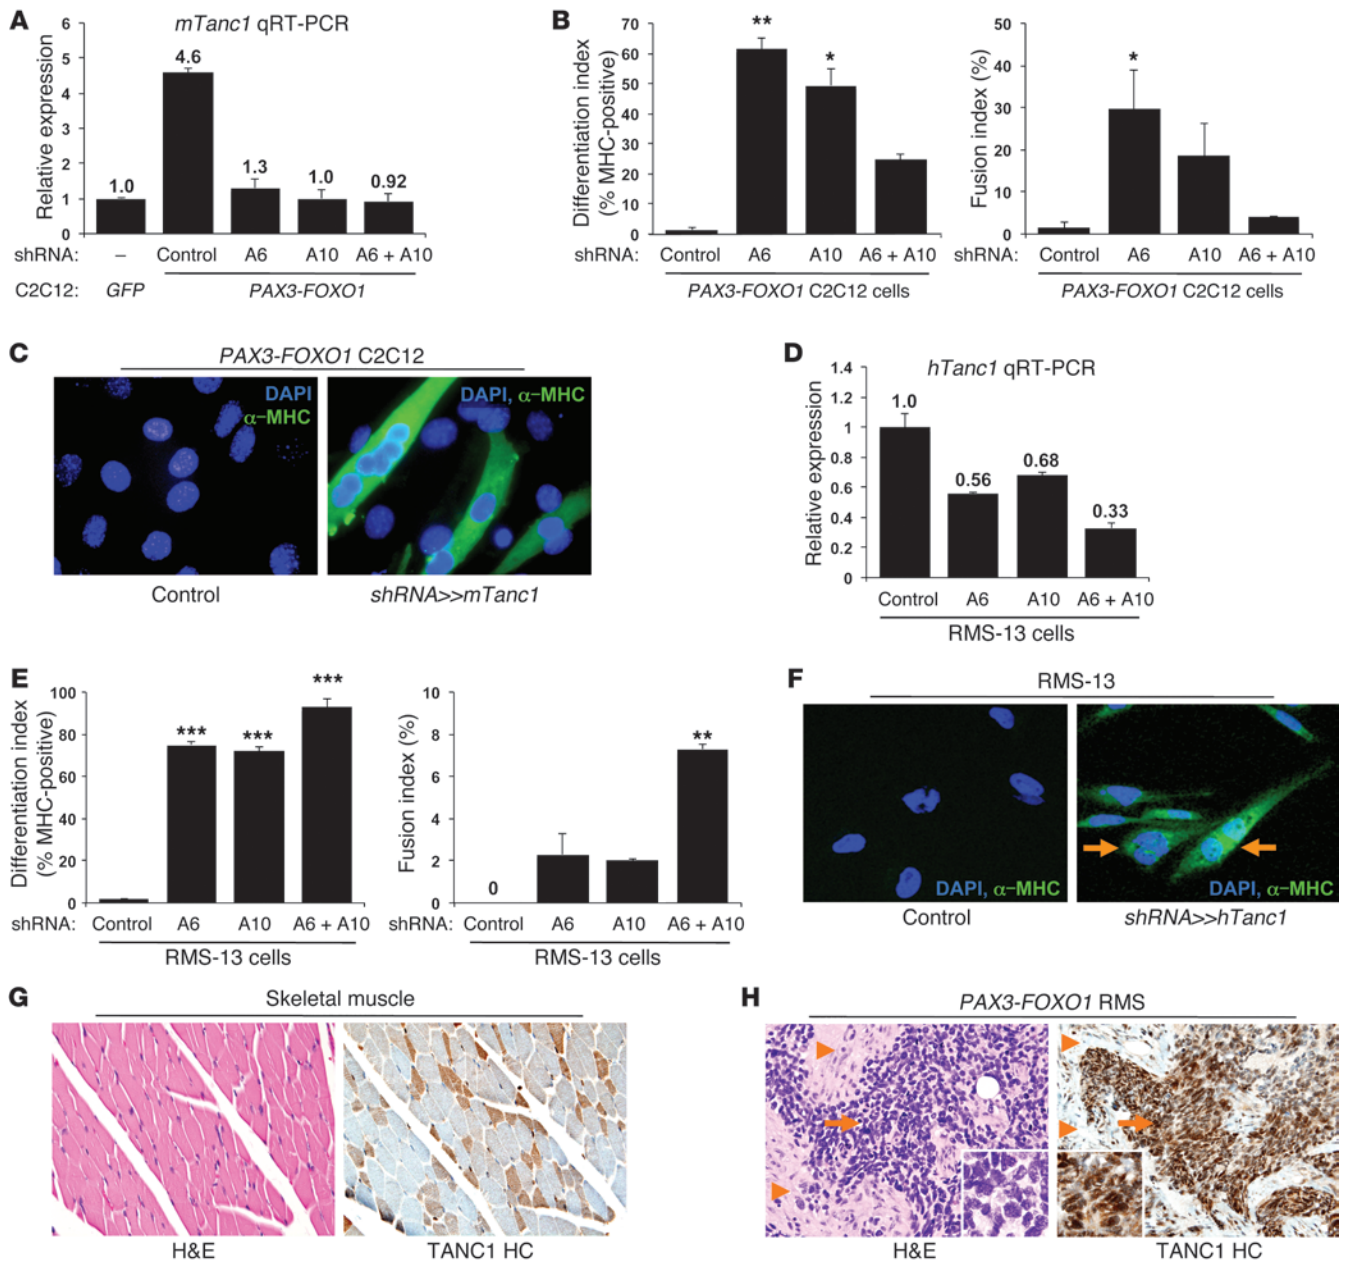 A
mTanc1 qRT-PCR
Relative expression
6
5
4
3
2
1
0
1.0
4.6
1.3
1.0
0.92
shRNA:
–
Control
A6
A10
A6 + A10
C2C12:
GFP
PAX3-FOXO1
B
Differentiation index
(% MHC-positive)
70
60
50
40
30
20
10
0
**
*
shRNA:
Control
A6
A10
A6 + A10
PAX3-FOXO1 C2C12 cells
Fusion index (%)
50
40
30
20
10
0
*
shRNA:
Control
A6
A10
A6 + A10
PAX3-FOXO1 C2C12 cells
C
PAX3-FOXO1 C2C12
DAPI
α–MHC
DAPI, α–MHC
Control
shRNA>>mTanc1
D
hTanc1 qRT-PCR
Relative expression
1.4
1.2
1
0.8
0.6
0.4
0.2
0
1.0
0.56
0.68
0.33
Control
A6
A10
A6 + A10
RMS-13 cells
E
Differentiation index
(% MHC-positive)
100
80
60
40
20
0
***
***
***
shRNA:
Control
A6
A10
A6 + A10
RMS-13 cells
Fusion index (%)
10
8
6
4
2
0
0
**
shRNA:
Control
A6
A10
A6 + A10
RMS-13 cells
F
RMS-13
DAPI, α–MHC
DAPI, α–MHC
Control
shRNA>>hTanc1
G
Skeletal muscle
H&E
TANC1 HC
H
PAX3-FOXO1 RMS
H&E
TANC1 HC